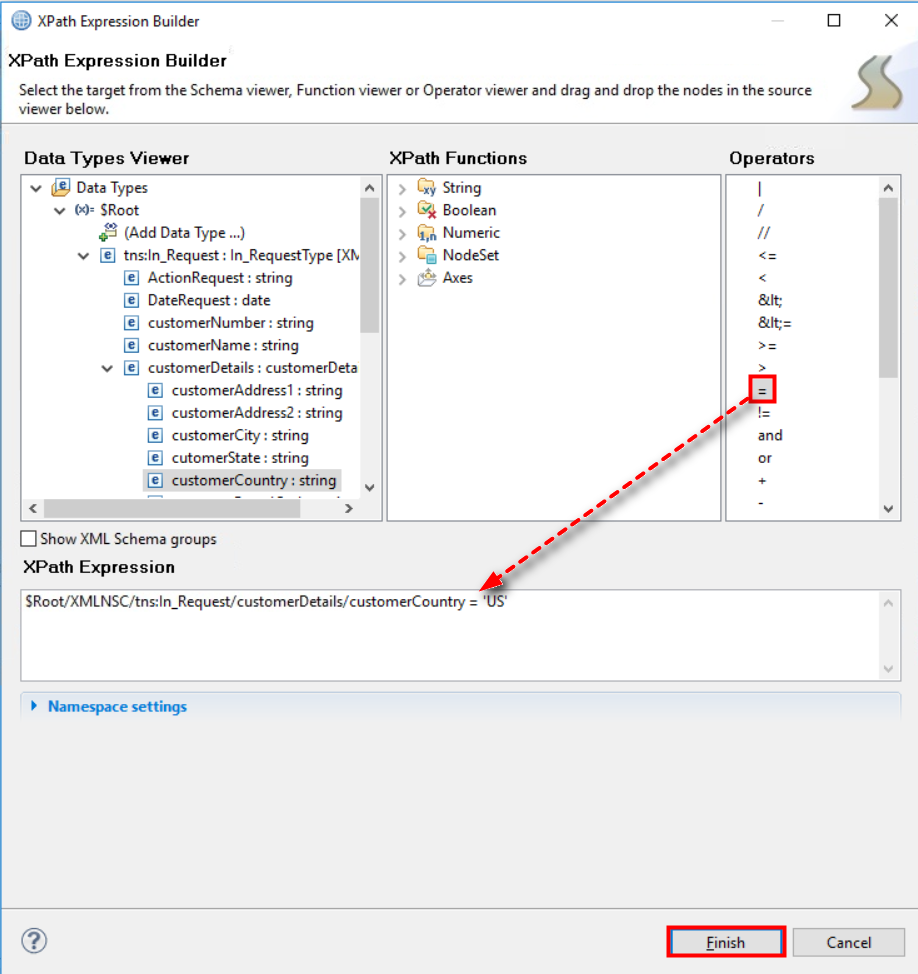 XPath Expression Builder
XPath Expression Builder
Select the target from the Schema viewer, Function viewer or Operator viewer and drag and drop the nodes in the source
viewer below.
Data Types Viewer
Data Types
(x)= $Root
(Add Data Type ...)
tns:In_Request : In_RequestType [XM
ActionRequest : string
DateRequest : date
customerNumber : string
customerName : string
customerDetails : customerDeta
customerAddress1 : string
customerAddress2 : string
customerCity : string
cutomerState : string
customerCountry : string
XPath Functions
String
Boolean
Numeric
NodeSet
Axes
Operators
|
/
//
<=
<
&lt;
&lt;=
>=
>
=
!=
and
or
+
-
Show XML Schema groups
XPath Expression
$Root/XMLNSC/tns:In_Request/customerDetails/customerCountry = 'US'
Namespace settings
?
Finish
Cancel